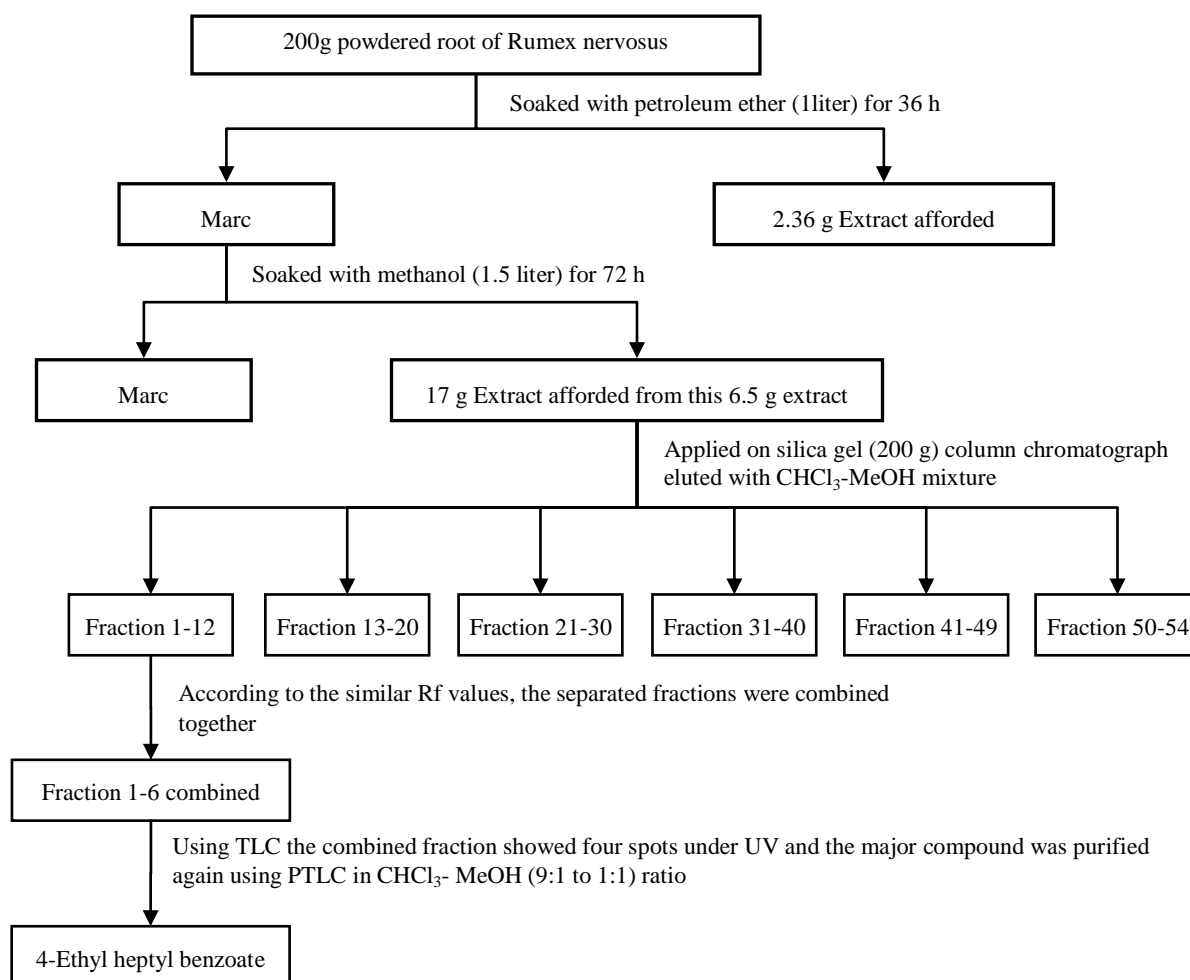 200g powdered root of Rumex nervosus
Soaked with petroleum ether (1liter) for 36 h
Marc
2.36 g Extract afforded
Soaked with methanol (1.5 liter) for 72 h
Marc
17 g Extract afforded from this 6.5 g extract
Applied on silica gel (200 g) column chromatograph
eluted with CHCl₃-MeOH mixture
Fraction 1-12
Fraction 13-20
Fraction 21-30
Fraction 31-40
Fraction 41-49
Fraction 50-54
According to the similar Rf values, the separated fractions were combined
together
Fraction 1-6 combined
Using TLC the combined fraction showed four spots under UV and the major compound was purified
again using PTLC in CHCl₃- MeOH (9:1 to 1:1) ratio
4-Ethyl heptyl benzoate